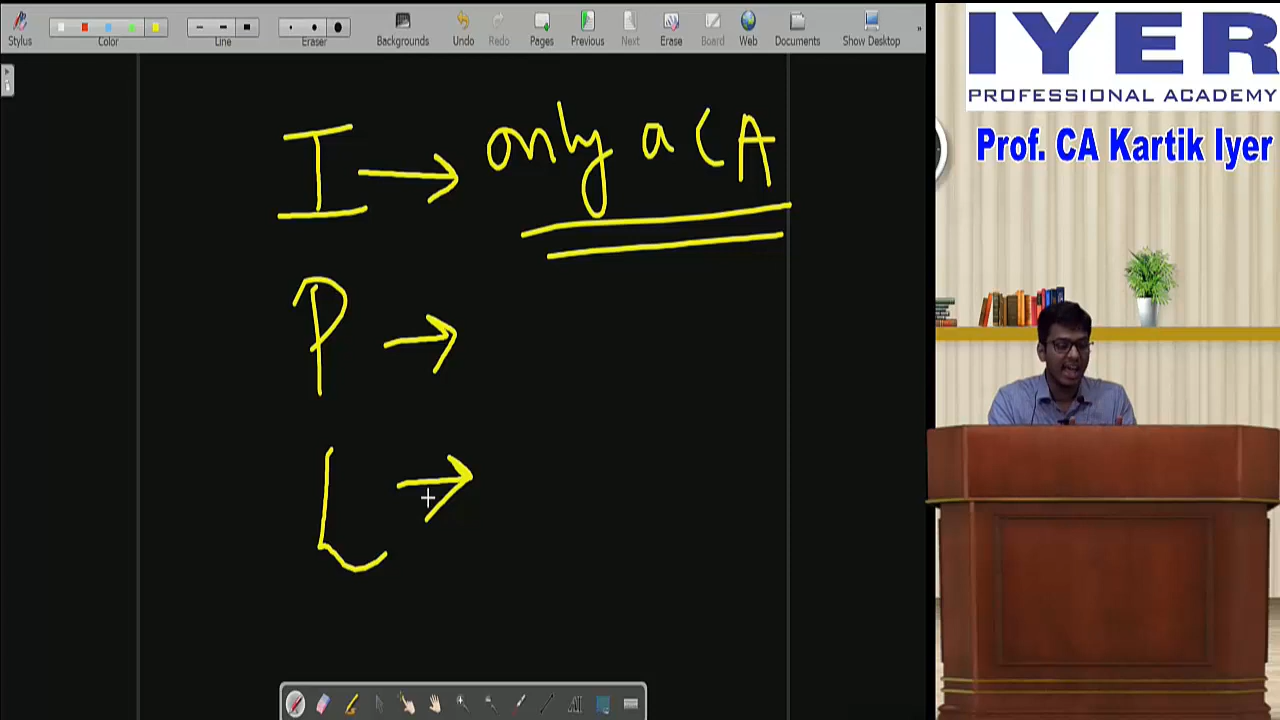 Stylus
Color
Line
Eraser
Backgrounds
Undo
Redo
Pages
Previous
Next
Erase
Board
Web
Documents
Show Desktop
»
IYER
PROFESSIONAL ACADEMY
Prof. CA Kartik Iyer
I → only a CA
P →
L →
AI